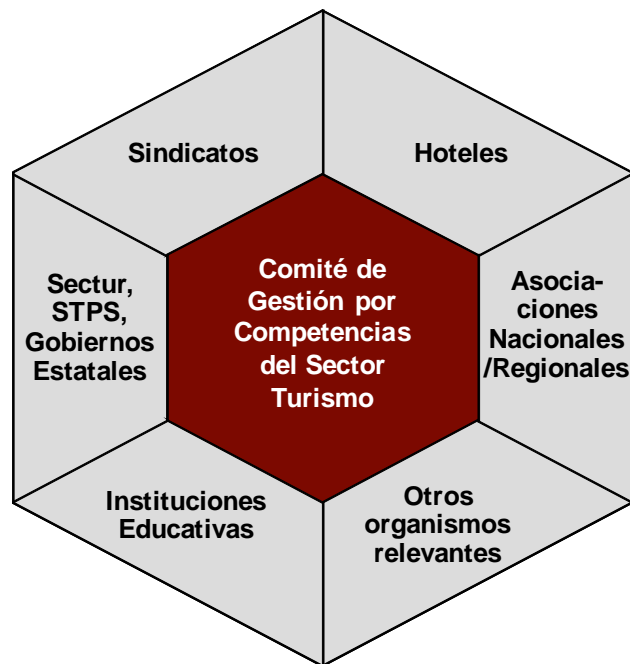 Sindicatos
Hoteles
Sectur,
STPS,
Gobiernos
Estatales
Comité de
Gestión por
Competencias
del Sector
Turismo
Asocia-
ciones
Nacionales
/Regionales
Instituciones
Educativas
Otros
organismos
relevantes